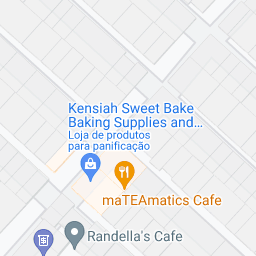 Kensiah Sweet Bake
Baking Supplies and...
Loja de produtos
para panificação
maTEAmatics Cafe
Randella's Cafe